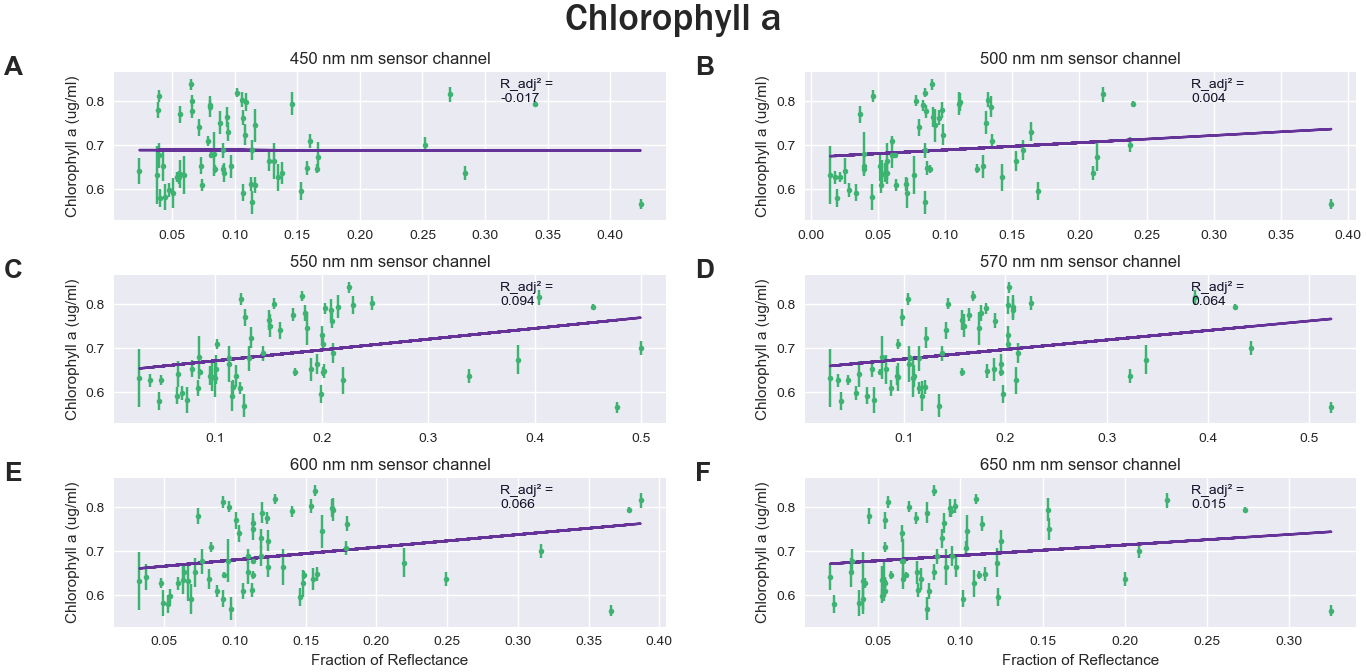 Chlorophyll a
A
450 nm nm sensor channel
R_adj² =
-0.017
Chlorophyll a (ug/ml)
0.8
0.7
0.6
0.05 0.10 0.15 0.20 0.25 0.30 0.35 0.40
B
500 nm nm sensor channel
R_adj² =
0.004
Chlorophyll a (ug/ml)
0.8
0.7
0.6
0.00 0.05 0.10 0.15 0.20 0.25 0.30 0.35 0.40
C
550 nm nm sensor channel
R_adj² =
0.094
Chlorophyll a (ug/ml)
0.8
0.7
0.6
0.1 0.2 0.3 0.4 0.5
D
570 nm nm sensor channel
R_adj² =
0.064
Chlorophyll a (ug/ml)
0.8
0.7
0.6
0.1 0.2 0.3 0.4 0.5
E
600 nm nm sensor channel
R_adj² =
0.066
Chlorophyll a (ug/ml)
0.8
0.7
0.6
0.05 0.10 0.15 0.20 0.25 0.30 0.35 0.40
Fraction of Reflectance
F
650 nm nm sensor channel
R_adj² =
0.015
Chlorophyll a (ug/ml)
0.8
0.7
0.6
0.05 0.10 0.15 0.20 0.25 0.30
Fraction of Reflectance